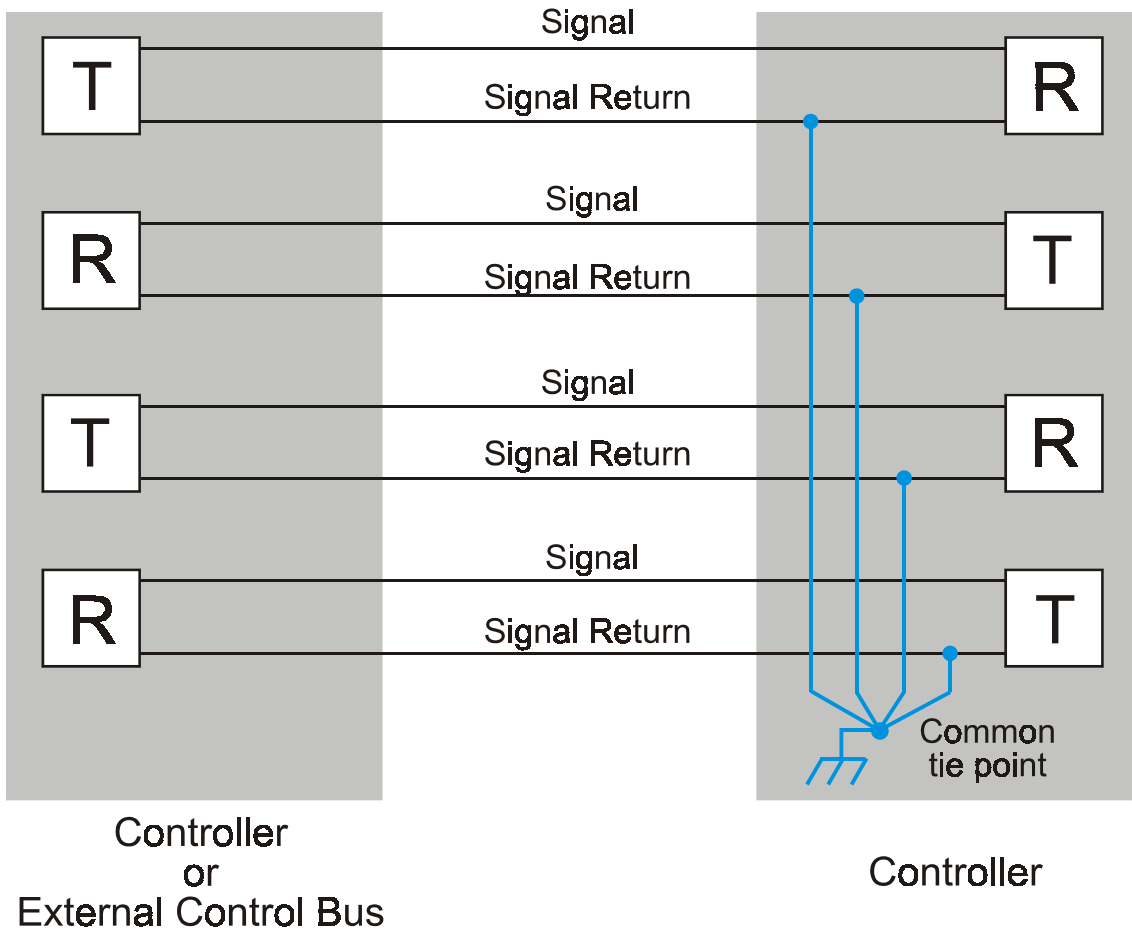 Signal
T
R
Signal Return
Signal
R
T
Signal Return
Signal
T
R
Signal Return
Signal
R
T
Signal Return
Common
tie point
Controller
or
External Control Bus
Controller